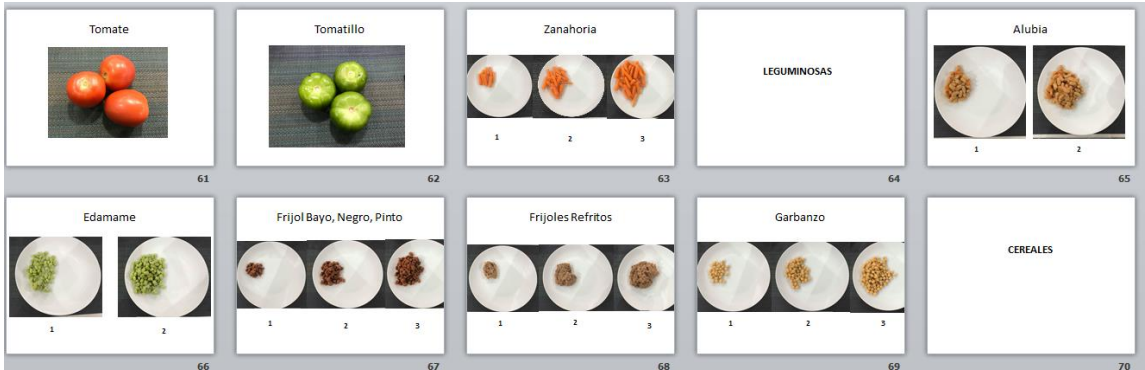 Tomate
61
Tomatillo
62
Zanahoria
1 2 3
63
LEGUMINOSAS
64
Alubia
1 2
65
Edamame
1 2
66
Frijol Bayo, Negro, Pinto
1 2 3
67
Frijoles Refritos
1 2 3
68
Garbanzo
1 2 3
69
CEREALES
70